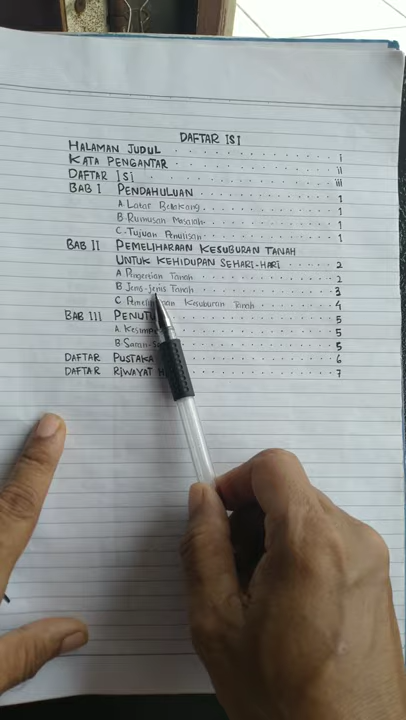 DAFTAR ISI
HALAMAN JUDUL . . . . . . . . . . . . . . . i
KATA PENGANTAR . . . . . . . . . . . . . . . ii
DAFTAR ISI . . . . . . . . . . . . . . . iii
BAB I PENDAHULUAN . . . . . . . . . . . . . . . 1
A. Latar Belakang . . . . . . . . . . . . . . . 1
B. Rumusan Masalah . . . . . . . . . . . . . . . 1
C. Tujuan Penulisan . . . . . . . . . . . . . . . 1
BAB II PEMELIHARAAN KESUBURAN TANAH
UNTUK KEHIDUPAN SEHARI-HARI . . . . . . . 2
A Pengertian Tanah . . . . . . . . . . . . . . . 2
B Jenis-Jenis Tanah . . . . . . . . . . . . . . . 3
C Kesuburan Tanah . . . . . . . . . . 4
BAB III . . . . . . . . . . . . . . . 5
A. . . . . . . . . . . . . . . . 5
B . . . . . . . . . . . . . . . 5
DAFTAR PUSTAKA . . . . . . . . . . . . . . . 6
DAFTAR RIWAYAT . . . . . . . . . . . . . . . 7